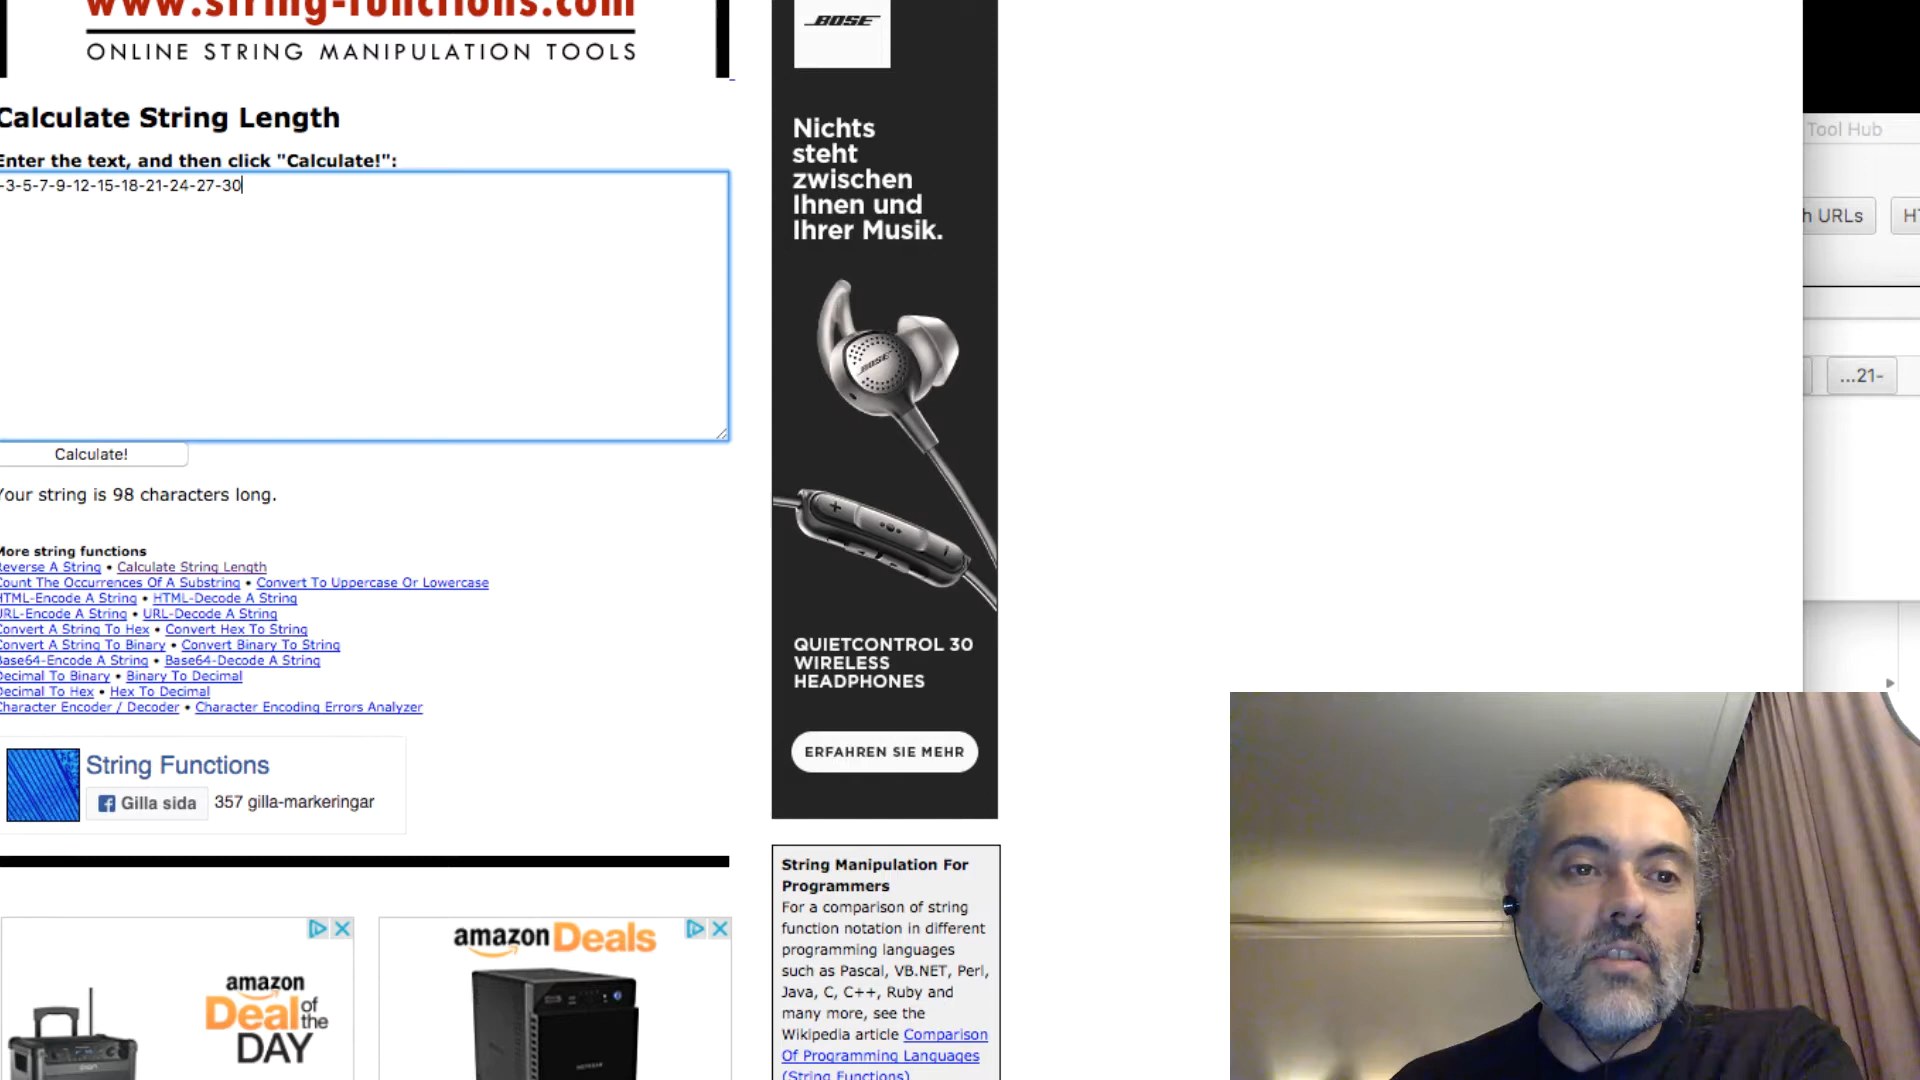 www.string-functions.com
ONLINE STRING MANIPULATION TOOLS
Calculate String Length
Enter the text, and then click "Calculate!":
-3-5-7-9-12-15-18-21-24-27-30
Calculate!
Your string is 98 characters long.
More string functions
Reverse A String • Calculate String Length
Count The Occurrences Of A Substring • Convert To Uppercase Or Lowercase
HTML-Encode A String • HTML-Decode A String
URL-Encode A String • URL-Decode A String
Convert A String To Hex • Convert Hex To String
Convert A String To Binary • Convert Binary To String
Base64-Encode A String • Base64-Decode A String
Decimal To Binary • Binary To Decimal
Decimal To Hex • Hex To Decimal
Character Encoder / Decoder • Character Encoding Errors Analyzer
String Functions
Gilla sida 357 gilla-markeringar
amazon
Deal of the
DAY
amazon Deals
NETGEAR
BOSE
Nichts
steht
zwischen
Ihnen und
Ihrer Musik.
BOSE
QUIETCONTROL 30
WIRELESS
HEADPHONES
ERFAHREN SIE MEHR
String Manipulation For
Programmers
For a comparison of string
function notation in different
programming languages
such as Pascal, VB.NET, Perl,
Java, C, C++, Ruby and
many more, see the
Wikipedia article Comparison
Of Programming Languages
(String Functions)
Tool Hub
h URLs
HT
...21-